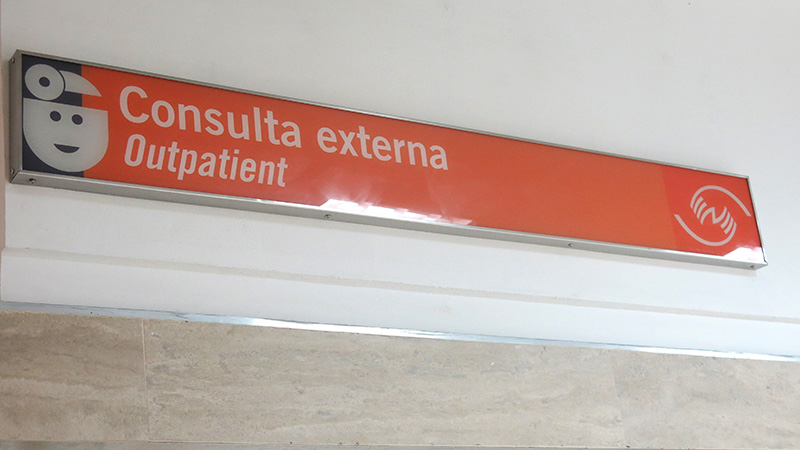 Consulta externa
Outpatient